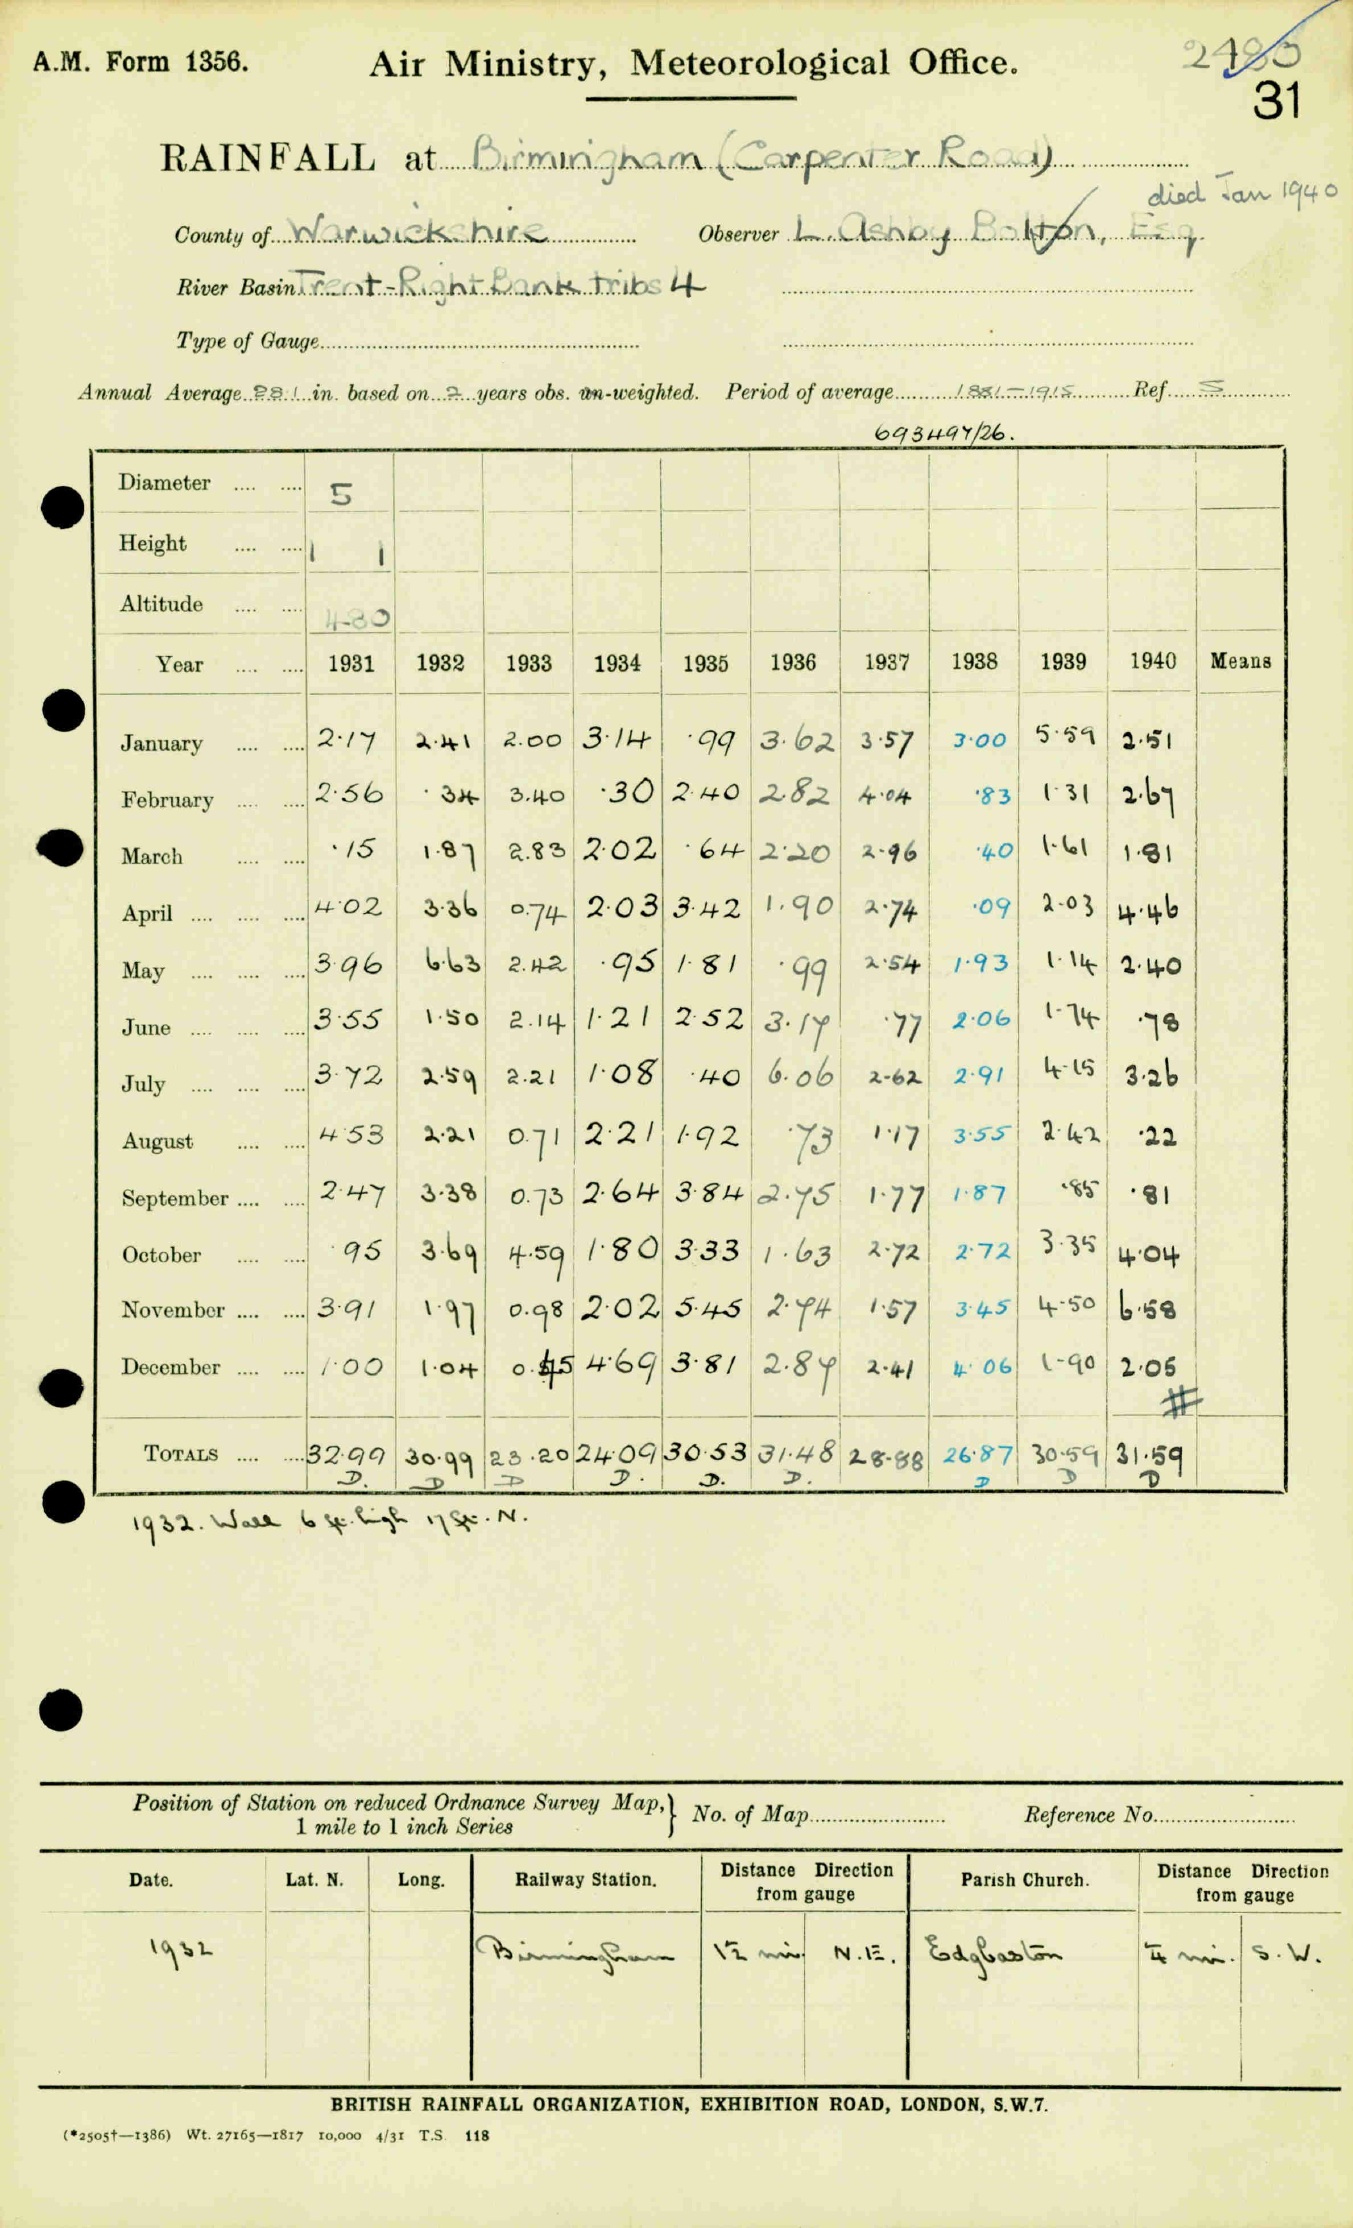 A.M. Form 1356. Air Ministry, Meteorological Office.
31
RAINFALL at Birmingham (Carpenter Road)
died Jan 1940
County of Warwickshire Observer L. Ashby Bolton, Esq.
River Basin Trent-Right Bank tribs 4
Type of Gauge
Annual Average 28.1 in. based on 2 years obs. un-weighted. Period of average 1881-1915 Ref. S
693497/26.
Diameter 5
Height 1 1
Altitude 480
Year 1931 1932 1933 1934 1935 1936 1937 1938 1939 1940 Means
January 2.17 2.41 2.00 3.14 .99 3.62 3.57 3.00 5.59 2.51
February 2.56 .34 3.40 .30 2.40 2.82 4.04 .83 1.31 2.67
March .15 1.87 2.83 2.02 .64 2.20 2.96 .40 1.61 1.81
April 4.02 3.36 0.74 2.03 3.42 1.90 2.74 .09 2.03 4.46
May 3.96 6.63 2.42 .95 1.81 .99 2.54 1.93 1.14 2.40
June 3.55 1.50 2.14 1.21 2.52 3.17 .77 2.06 1.74 .78
July 3.72 2.59 2.21 1.08 .40 6.06 2.62 2.91 4.15 3.26
August 4.53 2.21 0.71 2.21 1.92 .73 1.17 3.55 2.42 .22
September 2.47 3.38 0.73 2.64 3.84 2.75 1.77 1.87 .85 .81
October .95 3.69 4.59 1.80 3.33 1.63 2.72 2.72 3.35 4.04
November 3.91 1.97 0.98 2.02 5.45 2.74 1.57 3.45 4.50 6.58
December 1.00 1.04 0.45 4.69 3.81 2.87 2.41 4.06 1.90 2.05
#
TOTALS 32.99 30.99 23.20 24.09 30.53 31.48 28.88 26.87 30.59 31.59
D. D D D. D. D. D D D
1932. Wall 6 ft. high 17 ft. N.
Position of Station on reduced Ordnance Survey Map, } No. of Map Reference No.
1 mile to 1 inch Series
Date. Lat. N. Long. Railway Station. Distance Direction from gauge Parish Church. Distance Direction from gauge
1932 Birmingham 1½ mi. N.E. Edgbaston ¼ mi. S.W.
BRITISH RAINFALL ORGANIZATION, EXHIBITION ROAD, LONDON, S.W.7.
(*2505†—1386) Wt. 27165—1817 10,000 4/31 T.S. 118